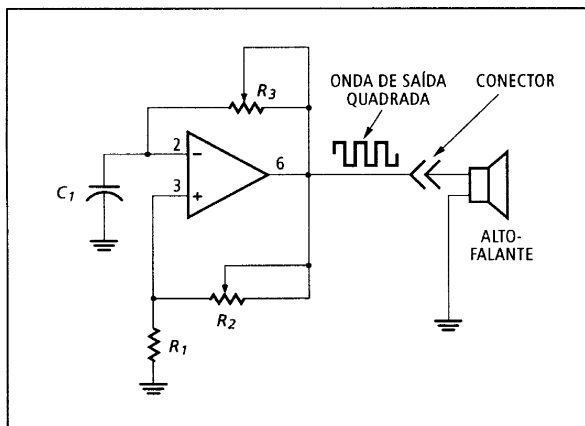 ONDA DE SAÍDA
QUADRADA
CONECTOR
R3
2
6
3
C1
ALTO-
FALANTE
R2
R1